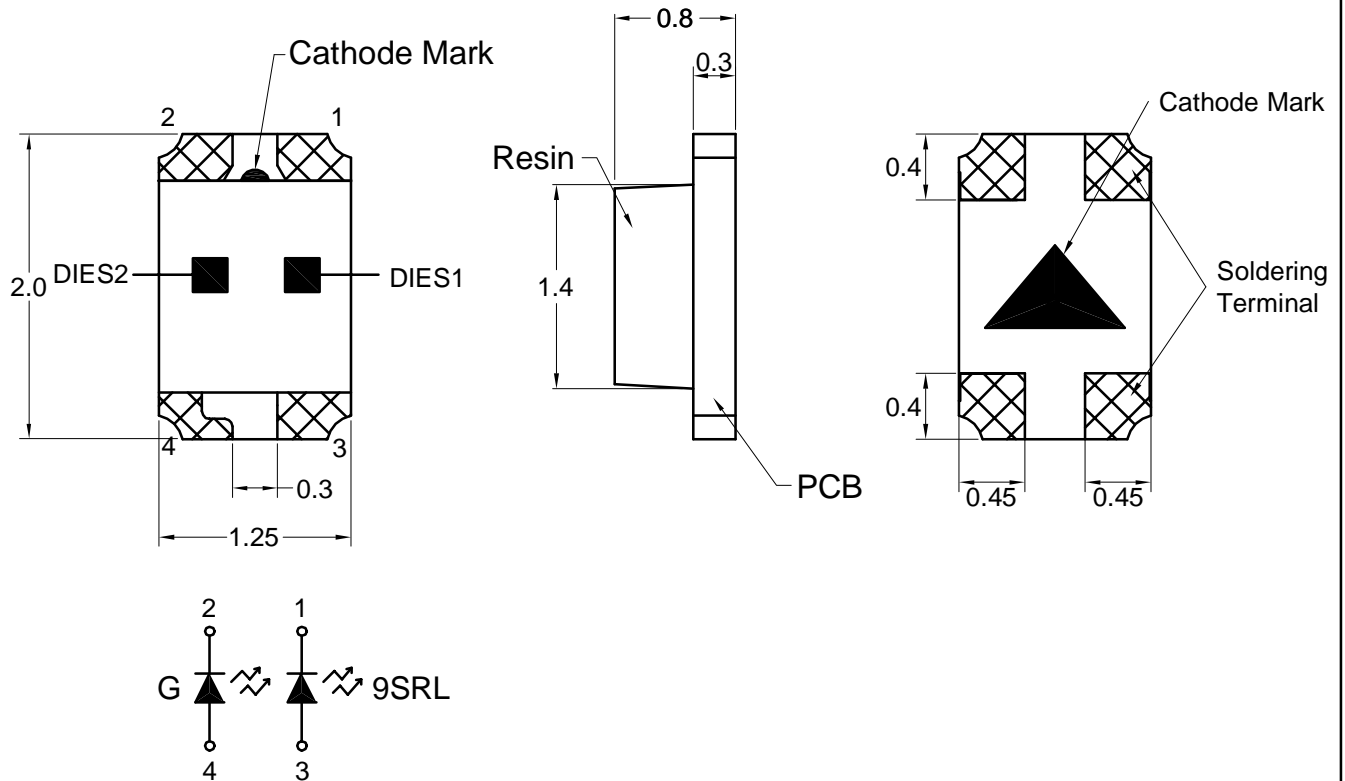 Cathode Mark
2
1
2.0
DIES2
DIES1
4
3
0.3
1.25
0.8
0.3
Resin
1.4
PCB
Cathode Mark
0.4
Soldering
Terminal
0.4
0.45
0.45
2
1
G
9SRL
4
3